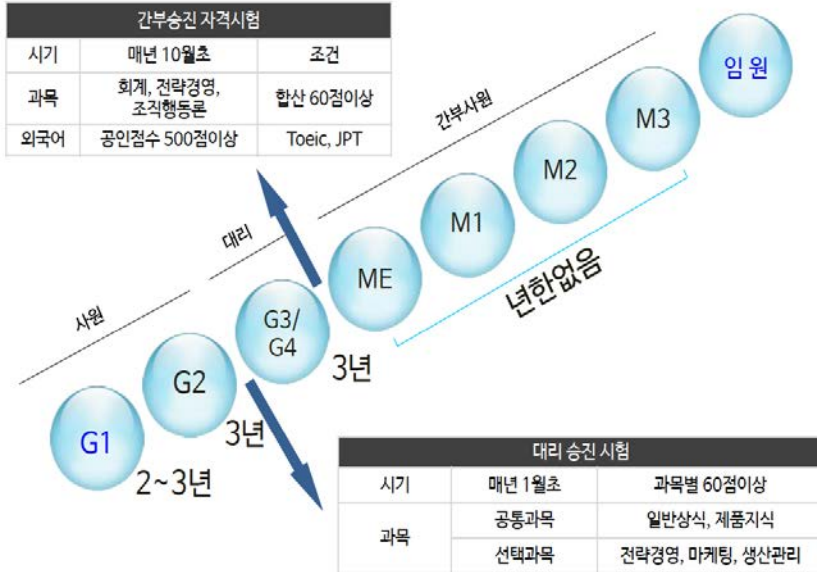 간부승진 자격시험
시기 매년 10월초 조건
과목 회계, 전략경영,
조직행동론 합산 60점이상
외국어 공인점수 500점이상 Toeic, JPT
임 원
간부사원
M3
M2
M1
ME
년한없음
대리
G3/
G4
3년
사원
G2
3년
G1
2~3년
대리 승진 시험
시기 매년 1월초 과목별 60점이상
과목 공통과목 일반상식, 제품지식
선택과목 전략경영, 마케팅, 생산관리